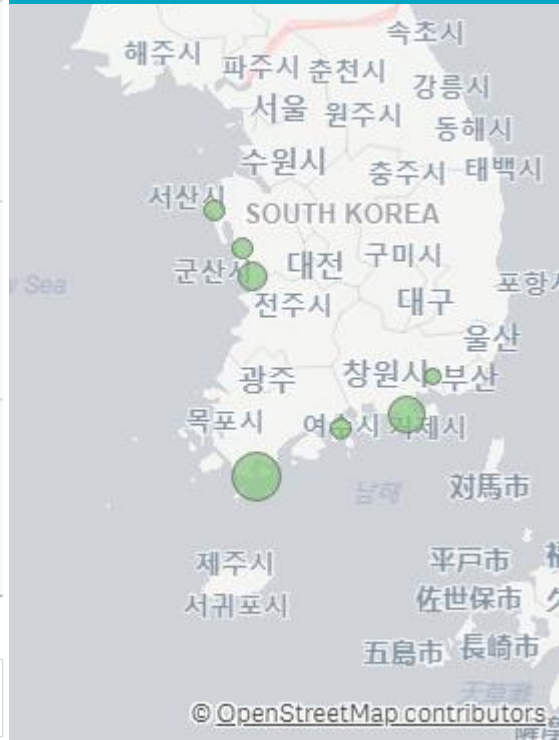 속초시
해주시
파주시 춘천시
강릉시
서울 원주시
동해시
수원시
충주시 태백시
서산시
SOUTH KOREA
군산시 대전 구미시
Sea
포항
전주시 대구
울산
광주 창원시 부산
목포시 여수시 거제시
남해 対馬市
제주시 平戸市
서귀포시 佐世保市
五島市 長崎市
天草灘
© OpenStreetMap contributors